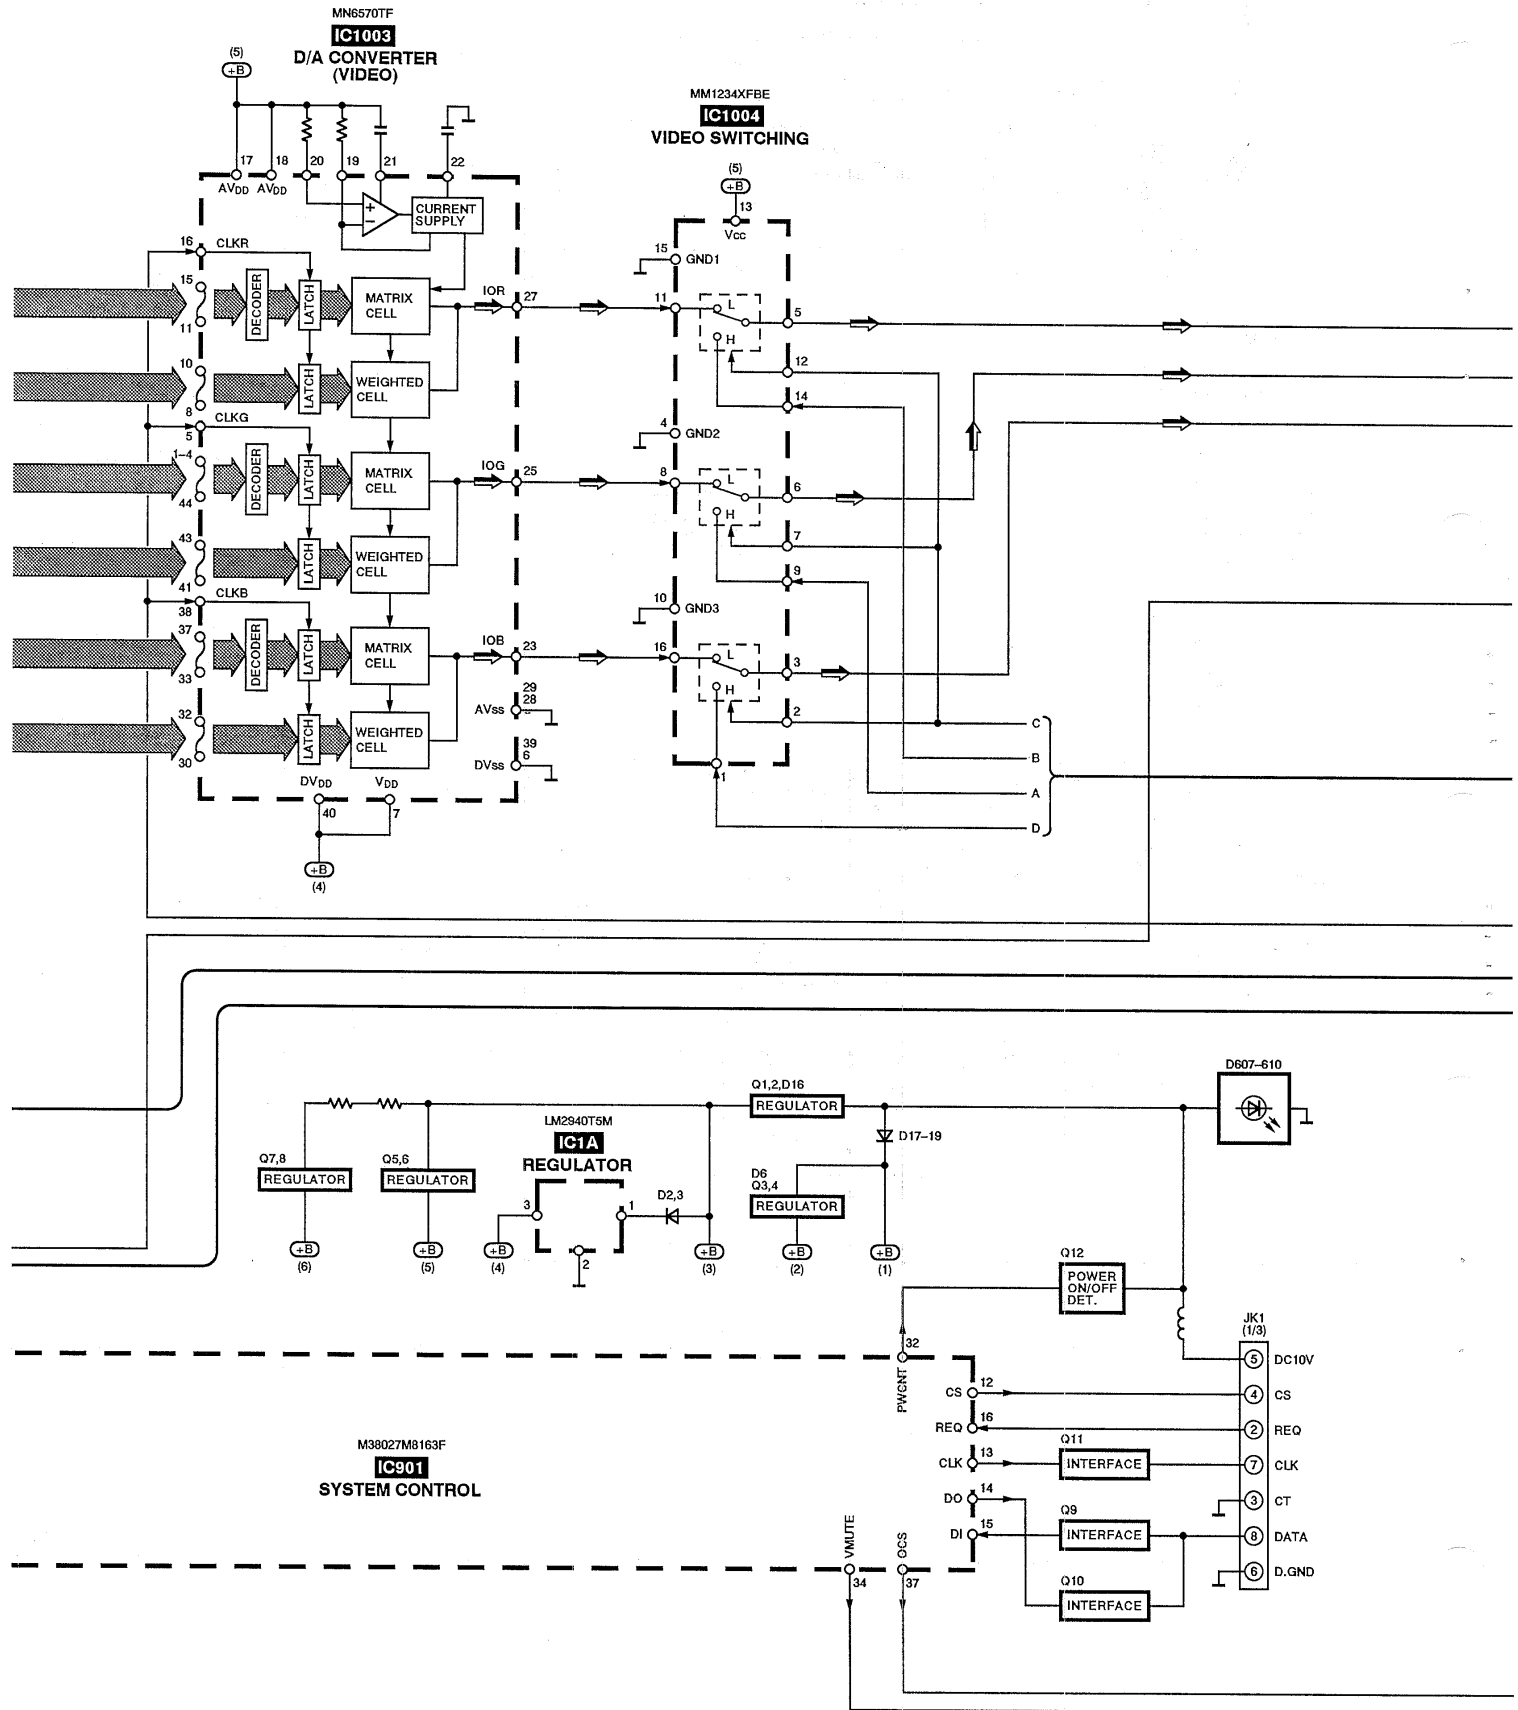 MN6570TF
IC1003
D/A CONVERTER
(VIDEO)
(5)
+B
17
18
20
19
21
22
AVDD
AVDD
+
−
CURRENT
SUPPLY
16
CLKR
15
11
DECODER
LATCH
MATRIX
CELL
IOR
27
10
8
LATCH
WEIGHTED
CELL
CLKG
5
1–4
44
DECODER
LATCH
MATRIX
CELL
IOG
25
43
41
LATCH
WEIGHTED
CELL
CLKB
38
37
33
DECODER
LATCH
MATRIX
CELL
IOB
23
32
30
LATCH
WEIGHTED
CELL
29
28
AVSS
39
6
DVSS
DVDD
VDD
40
7
+B
(4)
MM1234XFBE
IC1004
VIDEO SWITCHING
(5)
+B
13
VCC
15
GND1
11
L
H
5
12
14
4
GND2
8
L
H
6
7
9
10
GND3
16
L
H
3
2
1
C
B
A
D
D607–610
Q1,2,D16
REGULATOR
D17–19
LM2940T5M
IC1A
REGULATOR
Q7,8
REGULATOR
Q5,6
REGULATOR
3
1
2
D2,3
D6
Q3,4
REGULATOR
+B
(6)
+B
(5)
+B
(4)
+B
(3)
+B
(2)
+B
(1)
Q12
POWER
ON/OFF
DET.
JK1
(1/3)
32
PWCNT
5
DC10V
CS
12
4
CS
REQ
16
2
REQ
Q11
CLK
13
INTERFACE
7
CLK
DO
14
3
CT
Q9
DI
15
INTERFACE
8
DATA
Q10
INTERFACE
6
D.GND
M38027M8163F
IC901
SYSTEM CONTROL
VMUTE
34
OCS
37